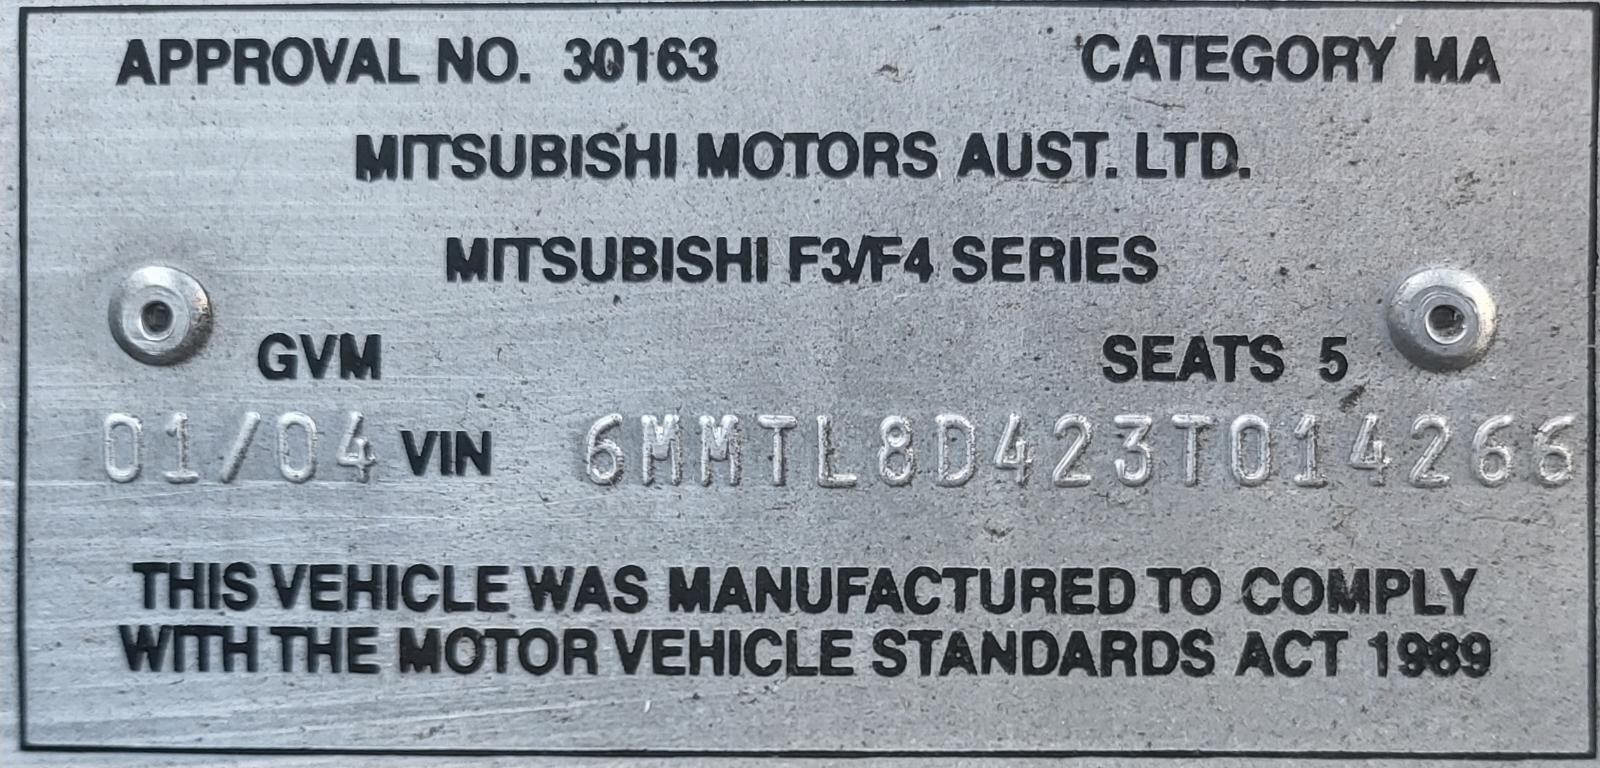 APPROVAL NO. 30163 CATEGORY MA
MITSUBISHI MOTORS AUST. LTD.
MITSUBISHI F3/F4 SERIES
GVM SEATS 5
01/04 VIN 6MMTL8D423T014266
THIS VEHICLE WAS MANUFACTURED TO COMPLY
WITH THE MOTOR VEHICLE STANDARDS ACT 1989